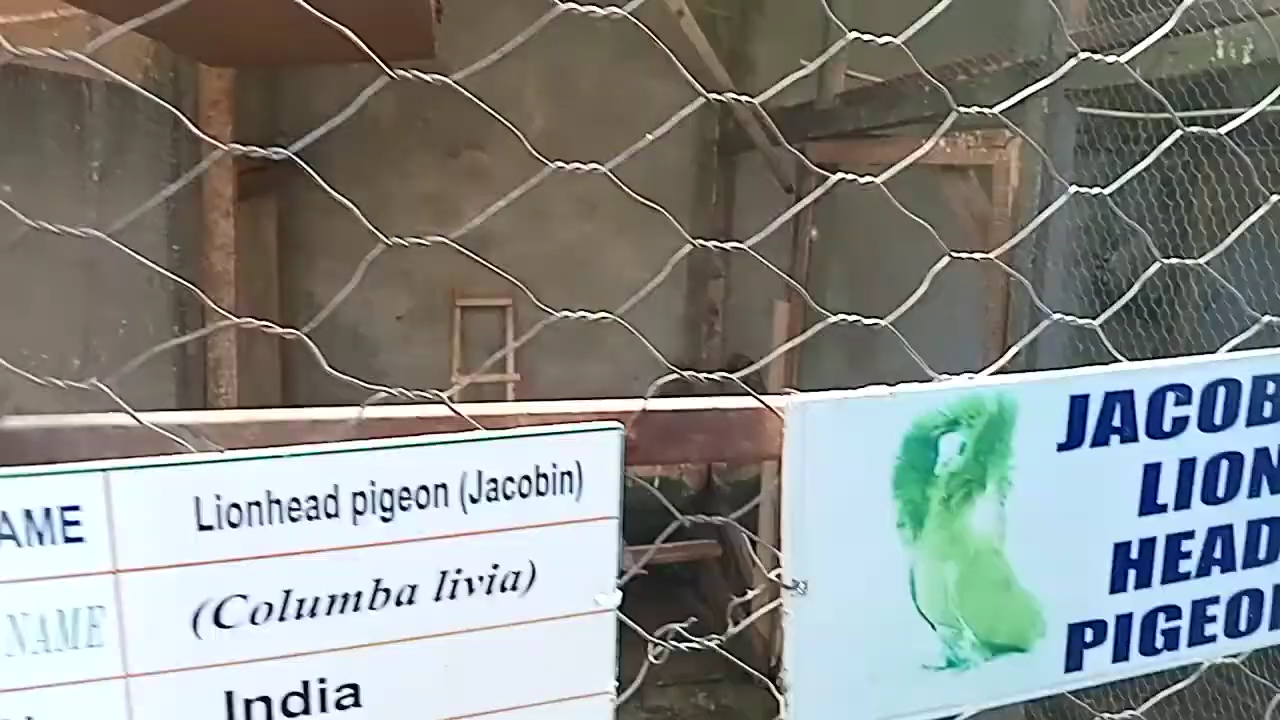 AME Lionhead pigeon (Jacobin)
NAME (Columba livia)
India
JACOB
LION
HEAD
PIGEO